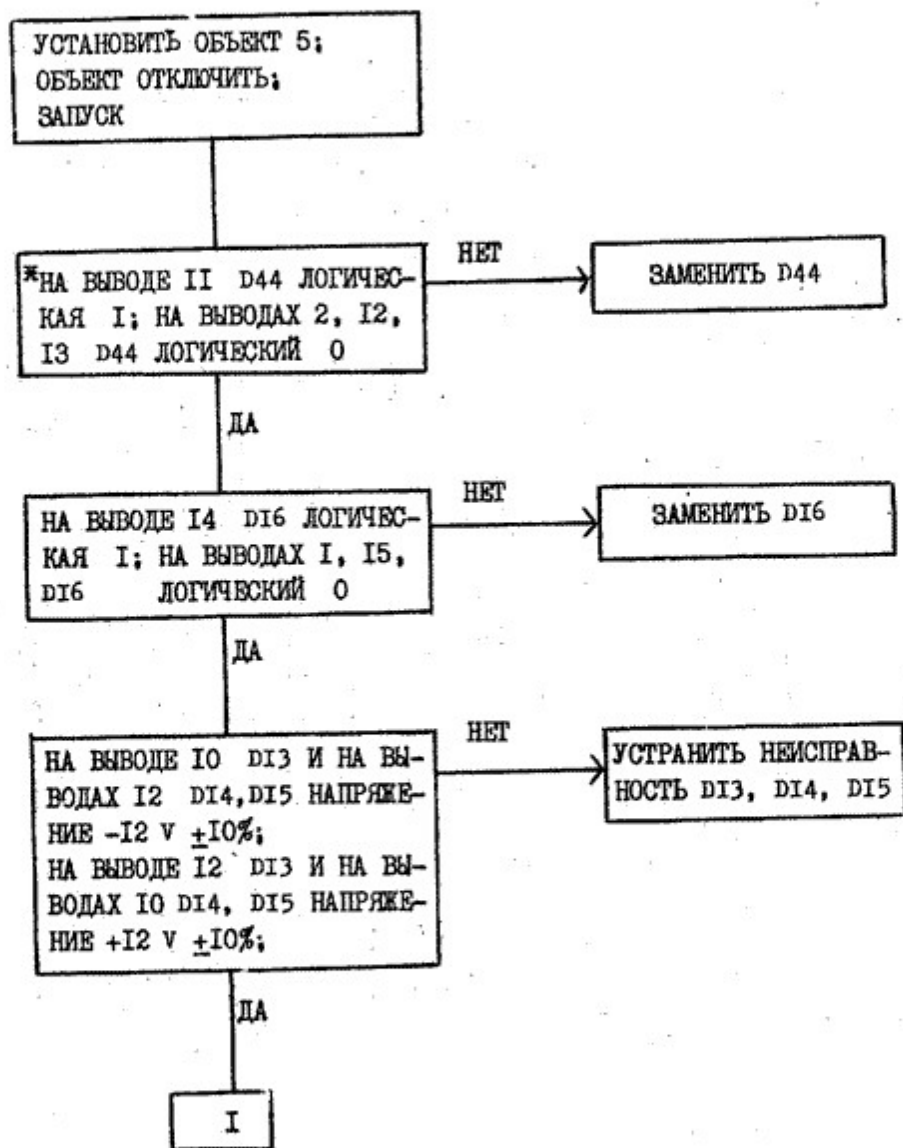 УСТАНОВИТЬ ОБЪЕКТ 5;
ОБЪЕКТ ОТКЛЮЧИТЬ;
ЗАПУСК
*НА ВЫВОДЕ II D44 ЛОГИЧЕС-
КАЯ I; НА ВЫВОДАХ 2, I2,
I3 D44 ЛОГИЧЕСКИЙ 0
НЕТ
ЗАМЕНИТЬ D44
ДА
НА ВЫВОДЕ I4 DI6 ЛОГИЧЕС-
КАЯ I; НА ВЫВОДАХ I, I5,
DI6 ЛОГИЧЕСКИЙ 0
НЕТ
ЗАМЕНИТЬ DI6
ДА
НА ВЫВОДЕ I0 DI3 И НА ВЫ-
ВОДАХ I2 DI4,DI5 НАПРЯЖЕ-
НИЕ -I2 V ±I0%;
НА ВЫВОДЕ I2 DI3 И НА ВЫ-
ВОДАХ I0 DI4, DI5 НАПРЯЖЕ-
НИЕ +I2 V ±I0%;
НЕТ
УСТРАНИТЬ НЕИСПРАВ-
НОСТЬ DI3, DI4, DI5
ДА
I